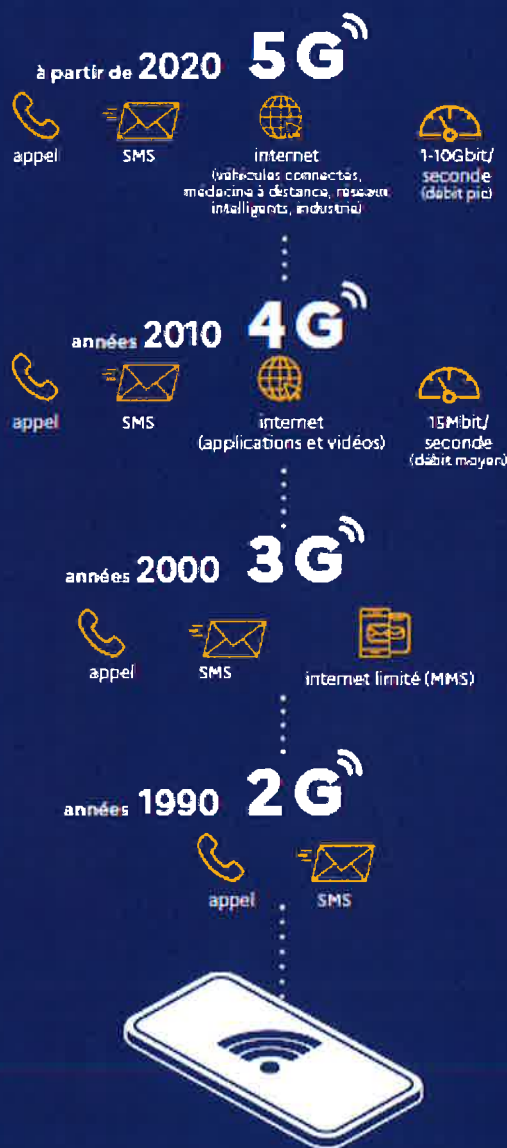 à partir de 2020 5G
appel
SMS
internet
(véhicules connectés,
médecine à distance, réseaux
intelligents, industrie)
1-10Gbit/
seconde
(débit pic)
années 2010 4G
appel
SMS
internet
(applications et vidéos)
15Mbit/
seconde
(débit moyen)
années 2000 3G
appel
SMS
internet limité (MMS)
années 1990 2G
appel
SMS